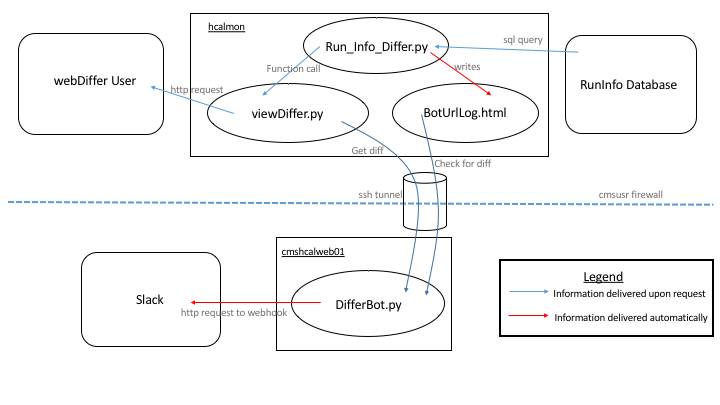 hcalmon
Run_Info_Differ.py
sql query
webDiffer User
Function call
writes
RunInfo Database
http request
viewDiffer.py
BotUrlLog.html
Get diff
Check for diff
ssh tunnel
cmsusr firewall
cmshcalweb01
Slack
http request to webhook
DifferBot.py
Legend
Information delivered upon request
Information delivered automatically